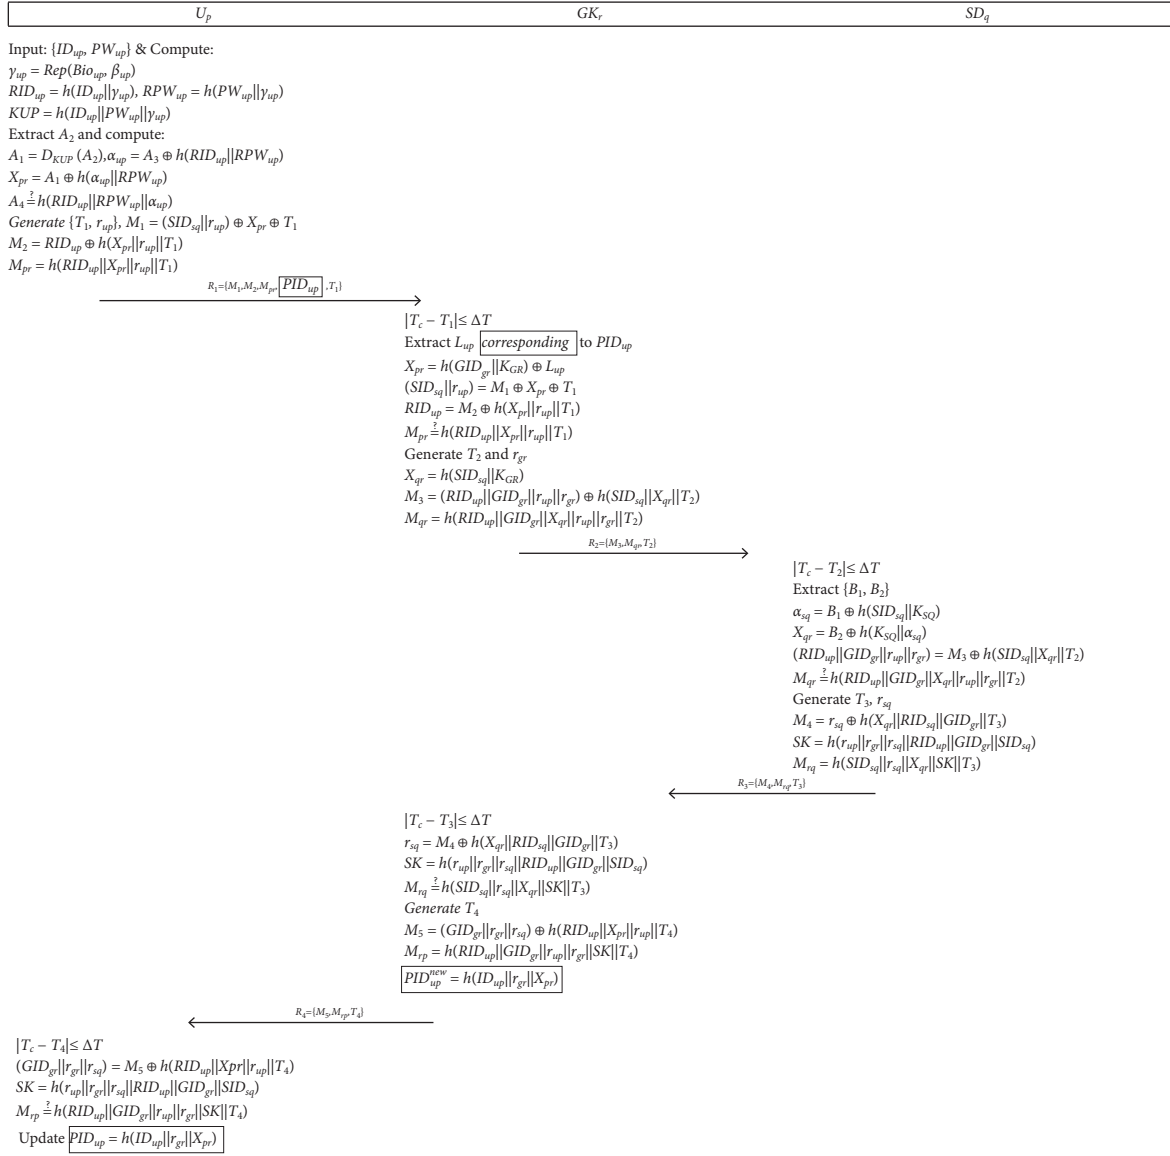 U_p GK_r SD_q
Input: {ID_up, PW_up} & Compute:
γ_up = Rep(Bio_up, β_up)
RID_up = h(ID_up||γ_up), RPW_up = h(PW_up||γ_up)
KUP = h(ID_up||PW_up||γ_up)
Extract A_2 and compute:
A_1 = D_KUP (A_2),α_up = A_3 ⊕ h(RID_up||RPW_up)
X_pr = A_1 ⊕ h(α_up||RPW_up)
A_4 ≟ h(RID_up||RPW_up||α_up)
Generate {T_1, r_up}, M_1 = (SID_sq||r_up) ⊕ X_pr ⊕ T_1
M_2 = RID_up ⊕ h(X_pr||r_up||T_1)
M_pr = h(RID_up||X_pr||r_up||T_1)
R_1={M_1,M_2,M_pr, PID_up ,T_1}
|T_c − T_1|≤ ΔT
Extract L_up corresponding to PID_up
X_pr = h(GID_gr||K_GR) ⊕ L_up
(SID_sq||r_up) = M_1 ⊕ X_pr ⊕ T_1
RID_up = M_2 ⊕ h(X_pr||r_up||T_1)
M_pr ≟ h(RID_up||X_pr||r_up||T_1)
Generate T_2 and r_gr
X_qr = h(SID_sq||K_GR)
M_3 = (RID_up||GID_gr||r_up||r_gr) ⊕ h(SID_sq||X_qr||T_2)
M_qr = h(RID_up||GID_gr||X_qr||r_up||r_gr||T_2)
R_2={M_3,M_qr,T_2}
|T_c − T_2|≤ ΔT
Extract {B_1, B_2}
α_sq = B_1 ⊕ h(SID_sq||K_SQ)
X_qr = B_2 ⊕ h(K_SQ||α_sq)
(RID_up||GID_gr||r_up||r_gr) = M_3 ⊕ h(SID_sq||X_qr||T_2)
M_qr ≟ h(RID_up||GID_gr||X_qr||r_up||r_gr||T_2)
Generate T_3, r_sq
M_4 = r_sq ⊕ h(X_qr||RID_sq||GID_gr||T_3)
SK = h(r_up||r_gr||r_sq||RID_up||GID_gr||SID_sq)
M_rq = h(SID_sq||r_sq||X_qr||SK||T_3)
R_3={M_4,M_rq,T_3}
|T_c − T_3|≤ ΔT
r_sq = M_4 ⊕ h(X_qr||RID_sq||GID_gr||T_3)
SK = h(r_up||r_gr||r_sq||RID_up||GID_gr||SID_sq)
M_rq ≟ h(SID_sq||r_sq||X_qr||SK||T_3)
Generate T_4
M_5 = (GID_gr||r_gr||r_sq) ⊕ h(RID_up||X_pr||r_up||T_4)
M_rp = h(RID_up||GID_gr||r_up||r_gr||SK||T_4)
PID_up^new = h(ID_up||r_gr||X_pr)
R_4={M_5,M_rp,T_4}
|T_c − T_4|≤ ΔT
(GID_gr||r_gr||r_sq) = M_5 ⊕ h(RID_up||Xpr||r_up||T_4)
SK = h(r_up||r_gr||r_sq||RID_up||GID_gr||SID_sq)
M_rp ≟ h(RID_up||GID_gr||r_up||r_gr||SK||T_4)
Update PID_up = h(ID_up||r_gr||X_pr)